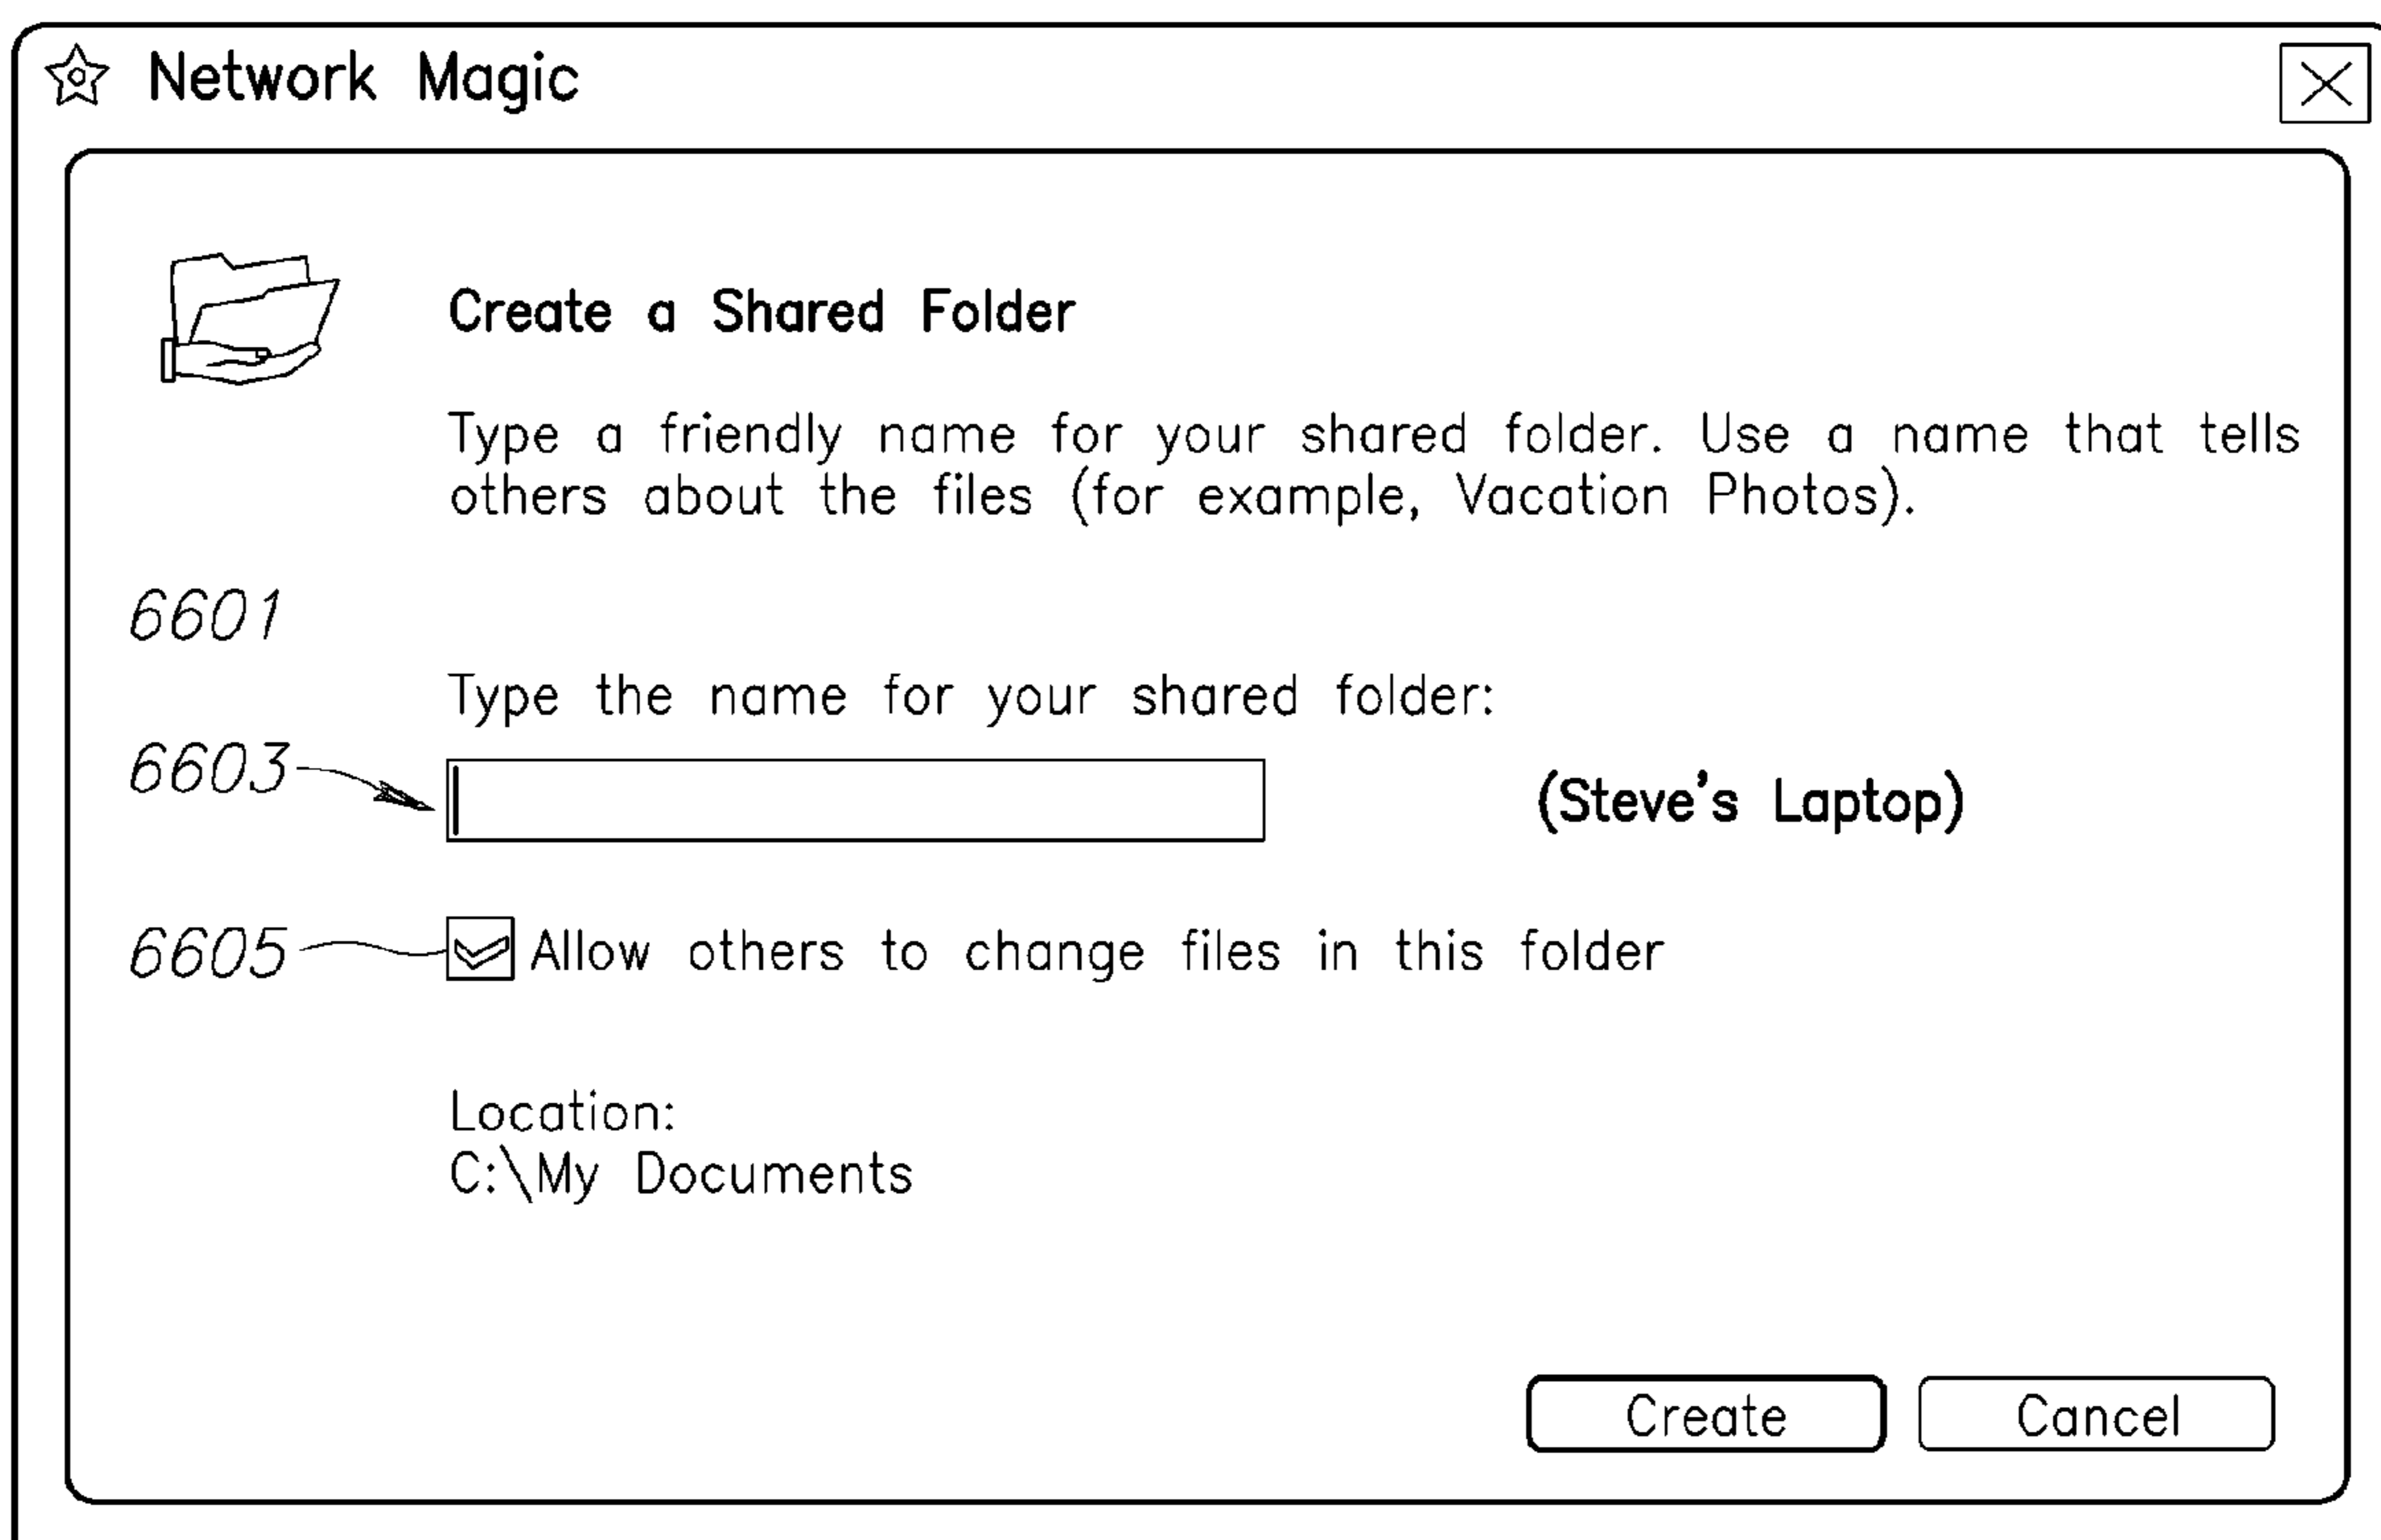 Network Magic
Create a Shared Folder
Type a friendly name for your shared folder. Use a name that tells
others about the files (for example, Vacation Photos).
6601
Type the name for your shared folder:
6603
(Steve's Laptop)
6605
Allow others to change files in this folder
Location:
C:\My Documents
Create
Cancel